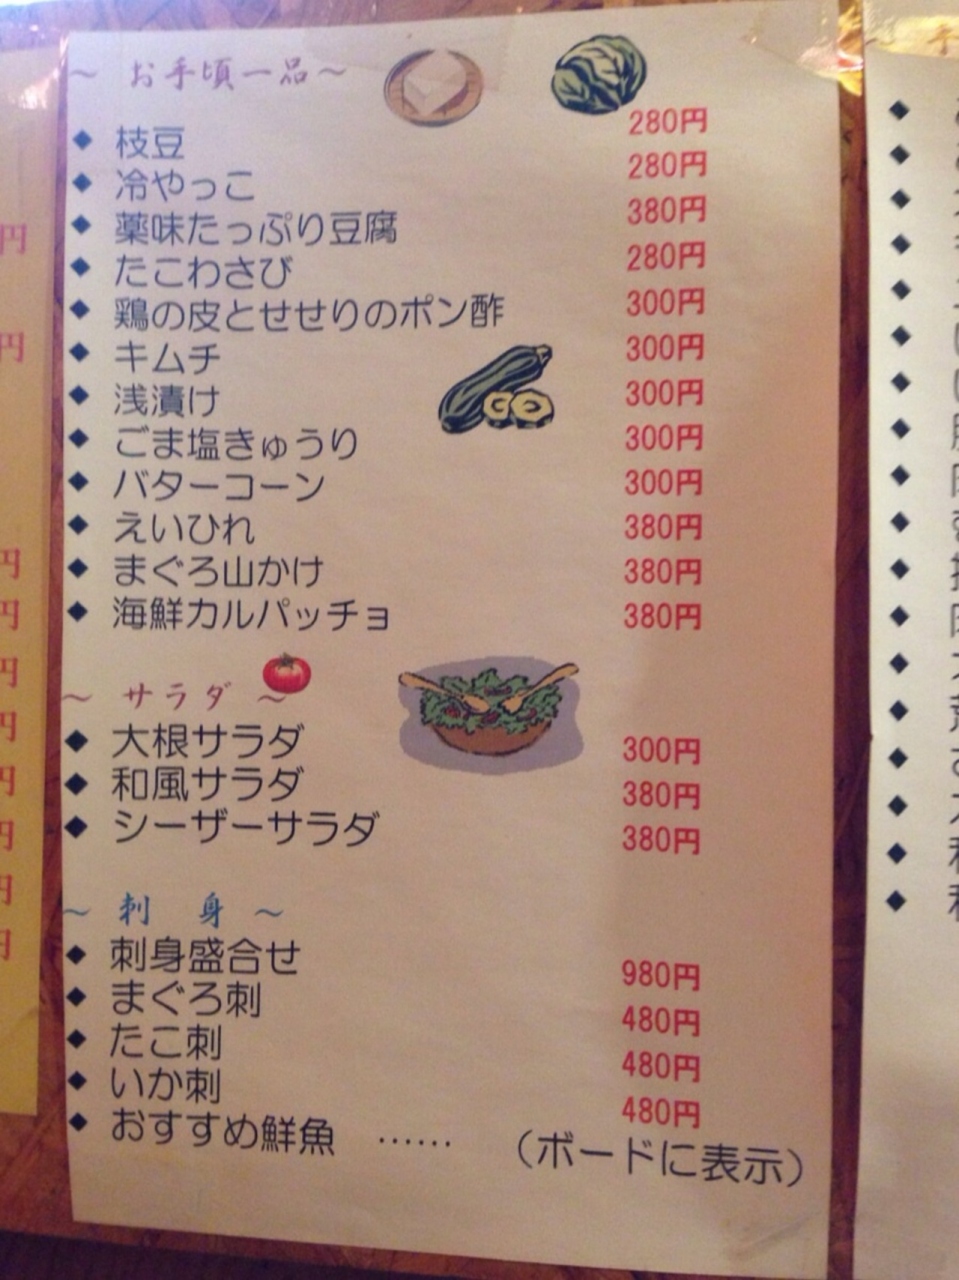 ～ お手頃一品～
◆ 枝豆 280円
◆ 冷やっこ 280円
◆ 薬味たっぷり豆腐 380円
◆ たこわさび 280円
◆ 鶏の皮とせせりのポン酢 300円
◆ キムチ 300円
◆ 浅漬け 300円
◆ ごま塩きゅうり 300円
◆ バターコーン 300円
◆ えいひれ 380円
◆ まぐろ山かけ 380円
◆ 海鮮カルパッチョ 380円
～ サラダ ～
◆ 大根サラダ 300円
◆ 和風サラダ 380円
◆ シーザーサラダ 380円
～ 刺 身 ～
◆ 刺身盛合せ 980円
◆ まぐろ刺 480円
◆ たこ刺 480円
◆ いか刺 480円
◆ おすすめ鮮魚 …… （ボードに表示）